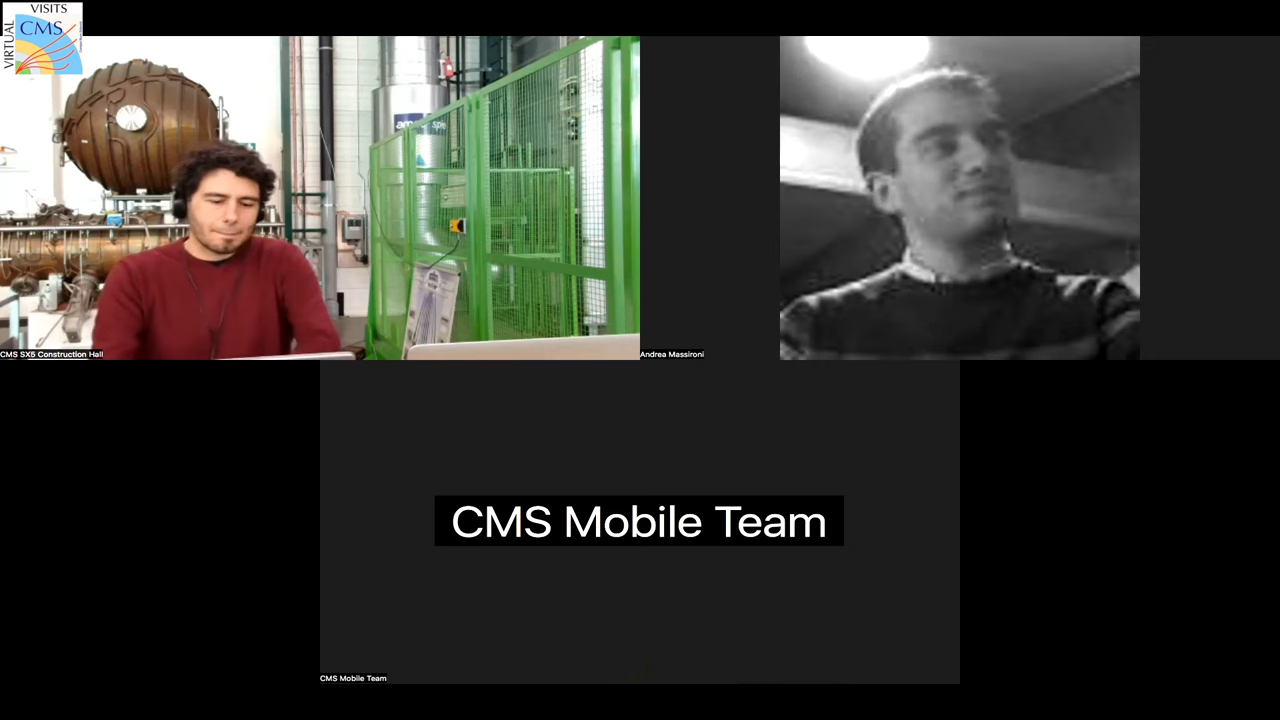 VISITS
CMS
VIRTUAL
CMS SX5 Construction Hall
Andrea Massironi
CMS Mobile Team
CMS Mobile Team